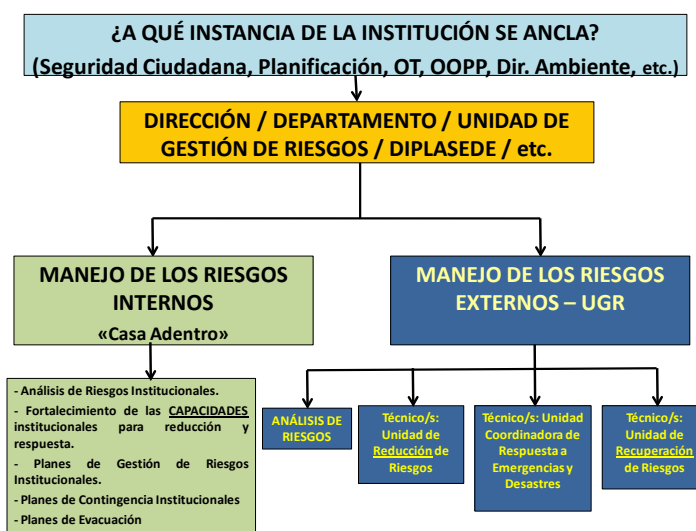 ¿A QUÉ INSTANCIA DE LA INSTITUCIÓN SE ANCLA?
(Seguridad Ciudadana, Planificación, OT, OOPP, Dir. Ambiente, etc.)
DIRECCIÓN / DEPARTAMENTO / UNIDAD DE
GESTIÓN DE RIESGOS / DIPLASEDE / etc.
MANEJO DE LOS RIESGOS
INTERNOS
«Casa Adentro»
MANEJO DE LOS RIESGOS
EXTERNOS – UGR
- Análisis de Riesgos Institucionales.
- Fortalecimiento de las CAPACIDADES
institucionales para reducción y
respuesta.
- Planes de Gestión de Riesgos
Institucionales.
- Planes de Contingencia Institucionales
- Planes de Evacuación
ANÁLISIS DE
RIESGOS
Técnico/s:
Unidad de
Reducción de
Riesgos
Técnico/s: Unidad
Coordinadora de
Respuesta a
Emergencias y
Desastres
Técnico/s:
Unidad de
Recuperación
de Riesgos